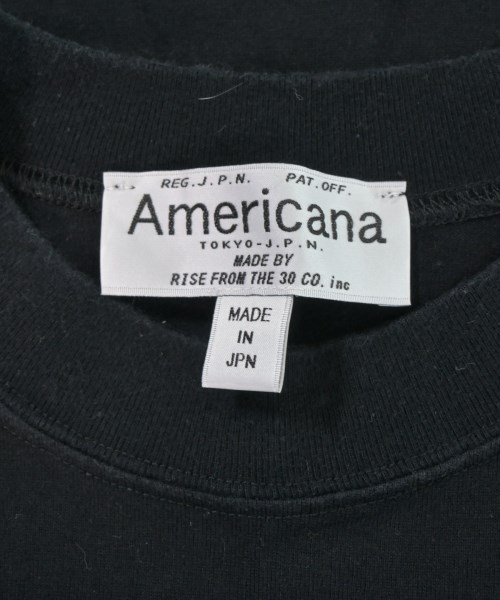 REG.J.P.N. PAT.OFF.
Americana
TOKYO-J.P.N.
MADE BY
RISE FROM THE 30 CO. inc
MADE
IN
JPN